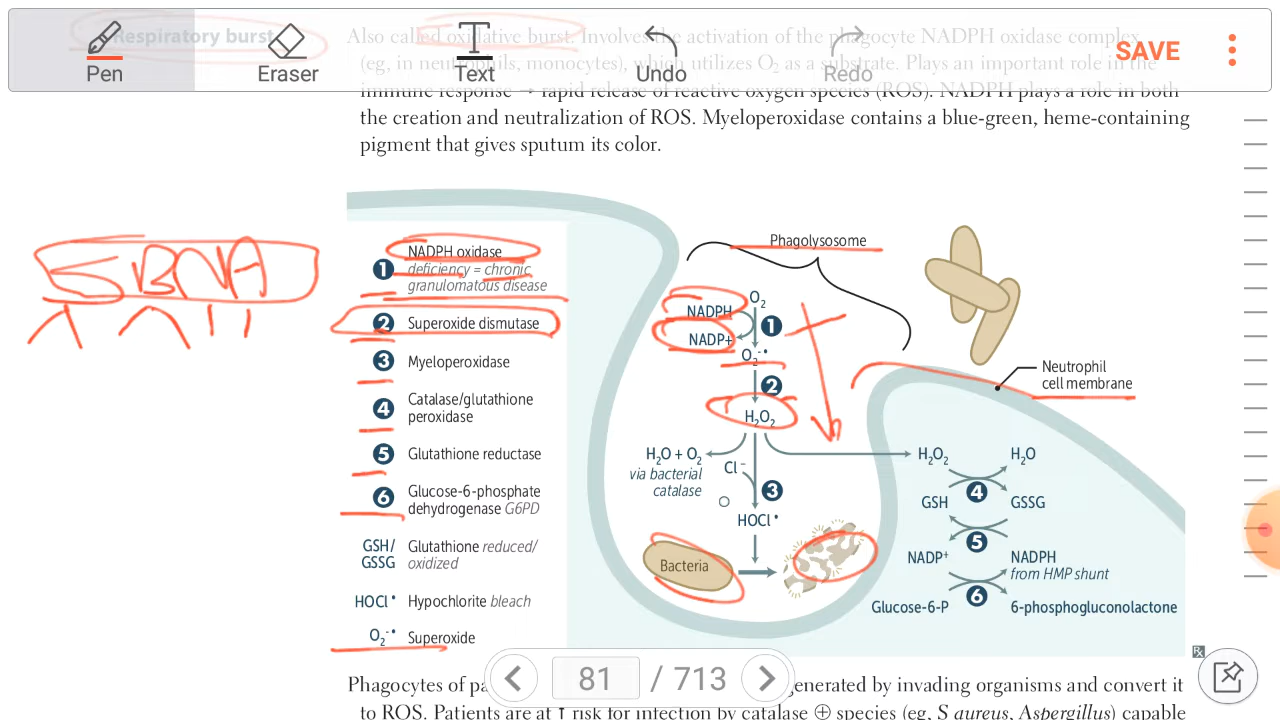 Pen
Eraser
Text
Undo
Redo
SAVE
Respiratory burst
Also called oxidative burst. Involves the activation of the phagocyte NADPH oxidase complex
(eg, in neutrophils, monocytes), which utilizes O₂ as a substrate. Plays an important role in the
immune response → rapid release of reactive oxygen species (ROS). NADPH plays a role in both
the creation and neutralization of ROS. Myeloperoxidase contains a blue-green, heme-containing
pigment that gives sputum its color.
1 NADPH oxidase
deficiency = chronic
granulomatous disease
2 Superoxide dismutase
3 Myeloperoxidase
4 Catalase/glutathione
peroxidase
5 Glutathione reductase
6 Glucose-6-phosphate
dehydrogenase G6PD
GSH/ Glutathione reduced/
GSSG oxidized
HOCl• Hypochlorite bleach
O₂⁻• Superoxide
Phagolysosome
O₂
NADPH
1
NADP+
O₂⁻•
2
H₂O₂
H₂O + O₂
via bacterial
catalase
Cl⁻
3
HOCl•
Bacteria
Neutrophil
cell membrane
H₂O₂
H₂O
4
GSH
GSSG
5
NADP⁺
NADPH
from HMP shunt
6
Glucose-6-P
6-phosphogluconolactone
81 / 713
Rx
Phagocytes of pa
generated by invading organisms and convert it
to ROS. Patients are at ↑ risk for infection by catalase ⊕ species (eg, S aureus, Aspergillus) capable